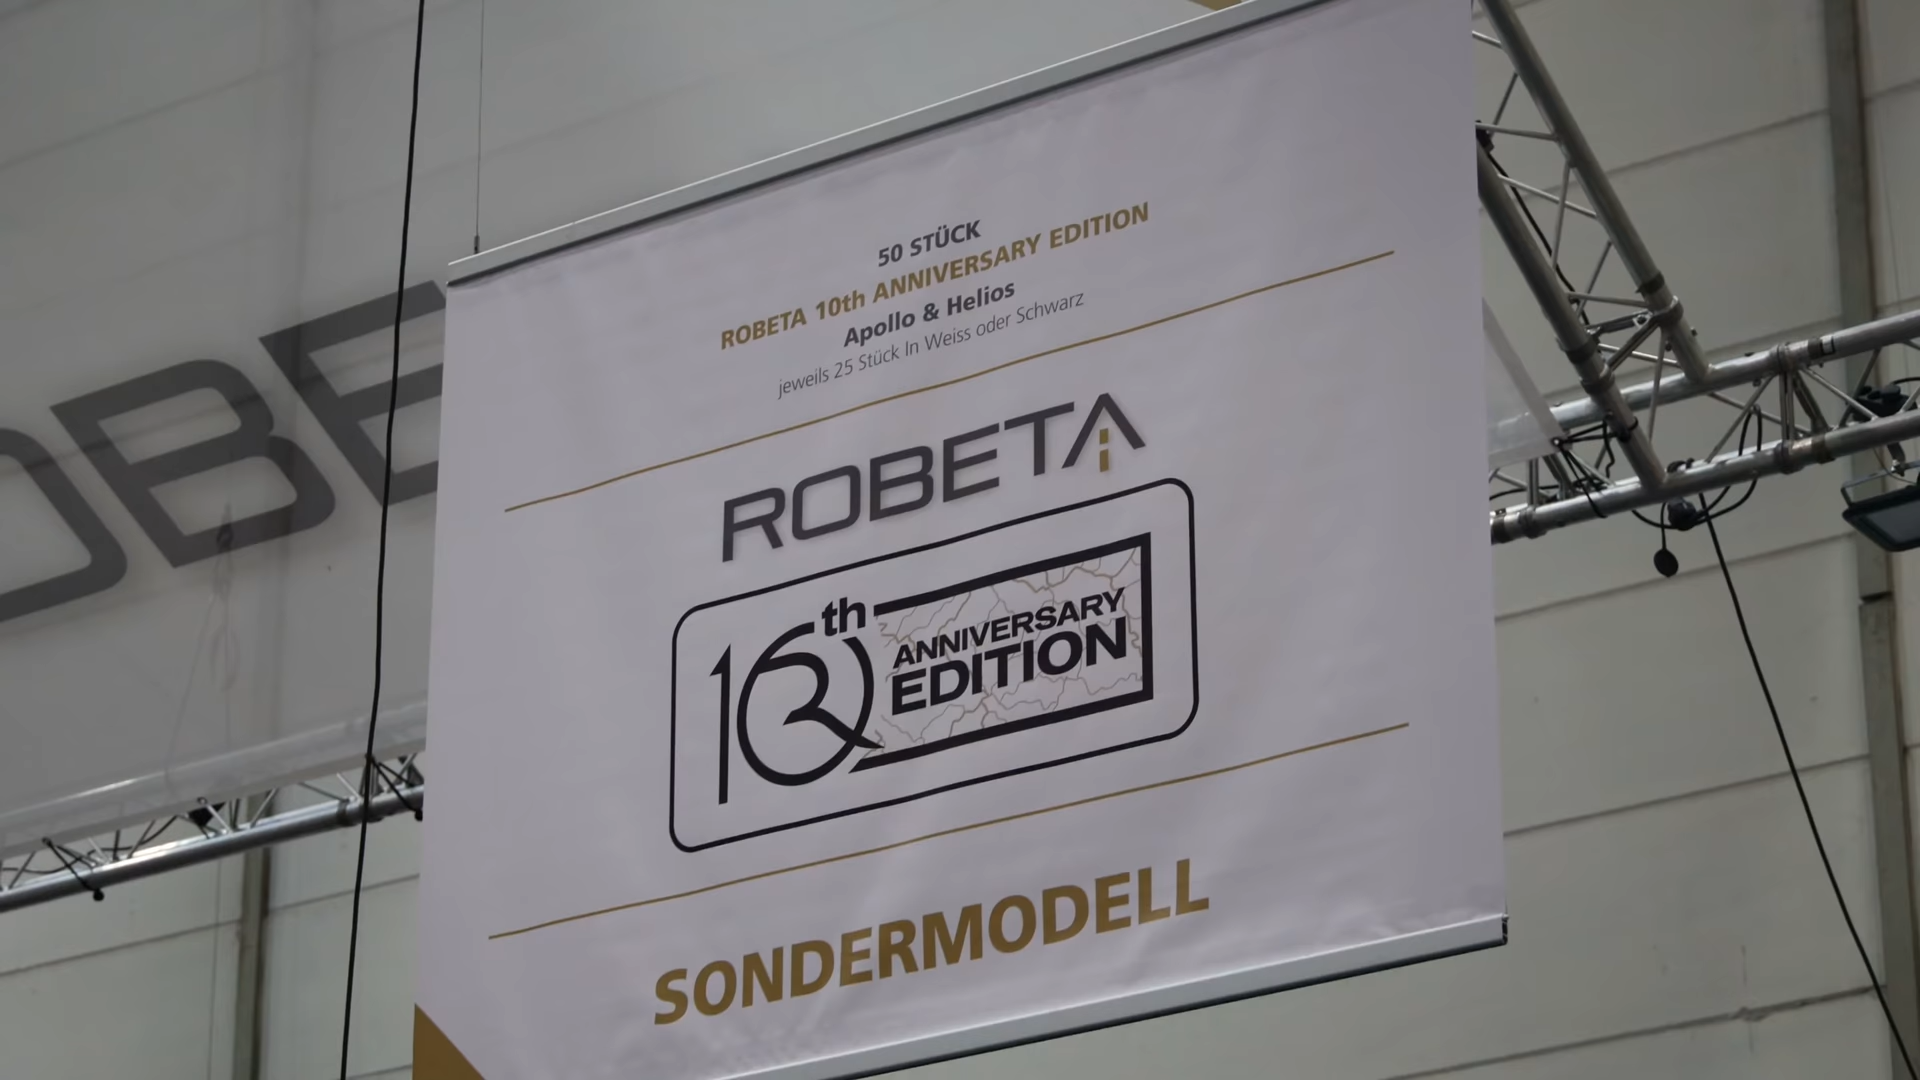 50 STÜCK
ROBETA 10th ANNIVERSARY EDITION
Apollo & Helios
jeweils 25 Stück In Weiss oder Schwarz
ROBETA
10th
ANNIVERSARY
EDITION
SONDERMODELL
OBE